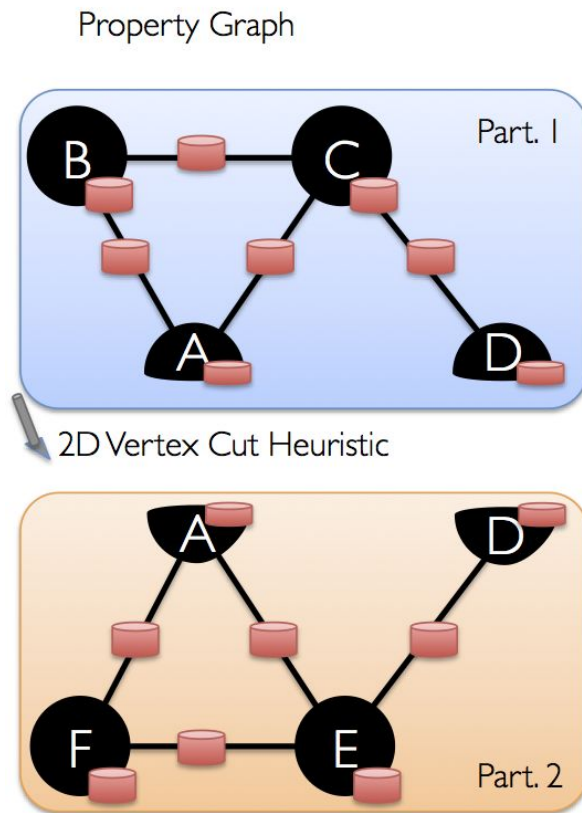 Property Graph
Part. 1
B
C
A
D
2D Vertex Cut Heuristic
A
D
F
E
Part. 2